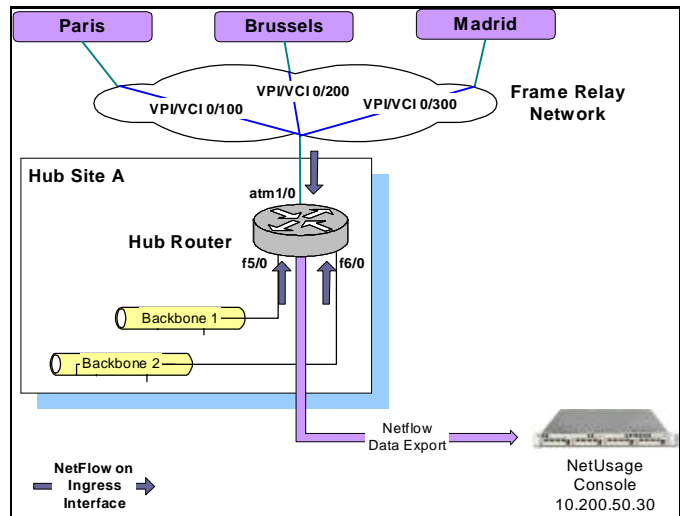 Paris
Brussels
Madrid
VPI/VCI 0/100
VPI/VCI 0/200
VPI/VCI 0/300
Frame Relay
Network
Hub Site A
atm1/0
Hub Router
f5/0
f6/0
Backbone 1
Backbone 2
Netflow
Data Export
NetFlow on
Ingress
Interface
NetUsage
Console
10.200.50.30